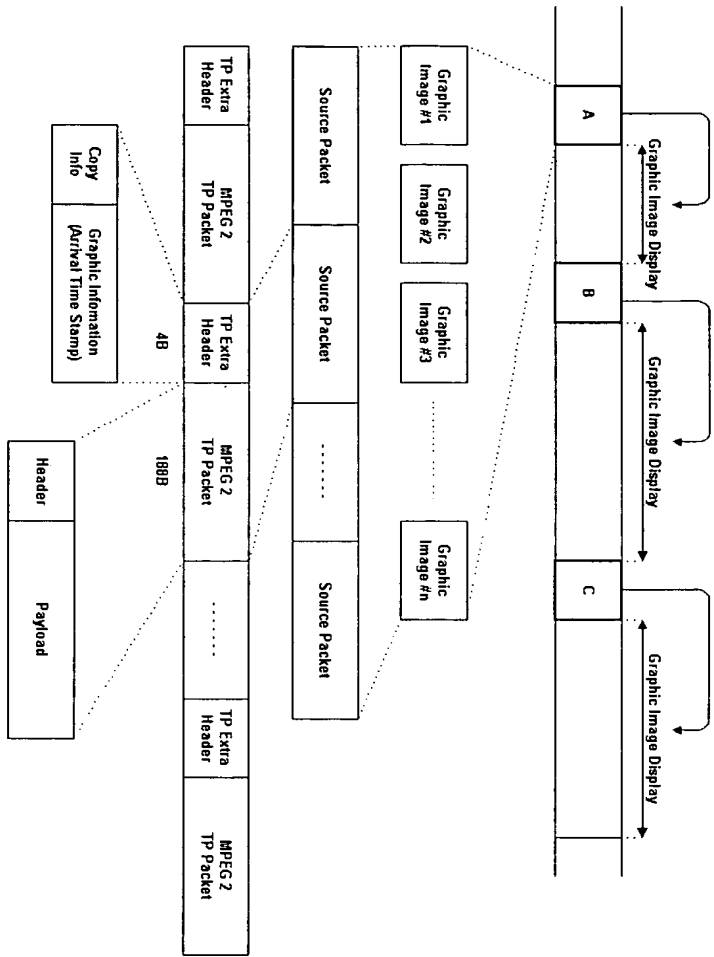 Graphic Image Display
Graphic Image Display
Graphic Image Display
A
B
C
Graphic
Image #1
Graphic
Image #2
Graphic
Image #3
Graphic
Image #n
Source Packet
Source Packet
.......
Source Packet
TP Extra
Header
MPEG 2
TP Packet
TP Extra
Header
MPEG 2
TP Packet
.......
TP Extra
Header
MPEG 2
TP Packet
4B
188B
Copy
Info
Graphic Infomation
(Arrival Time Stamp)
Header
Payload